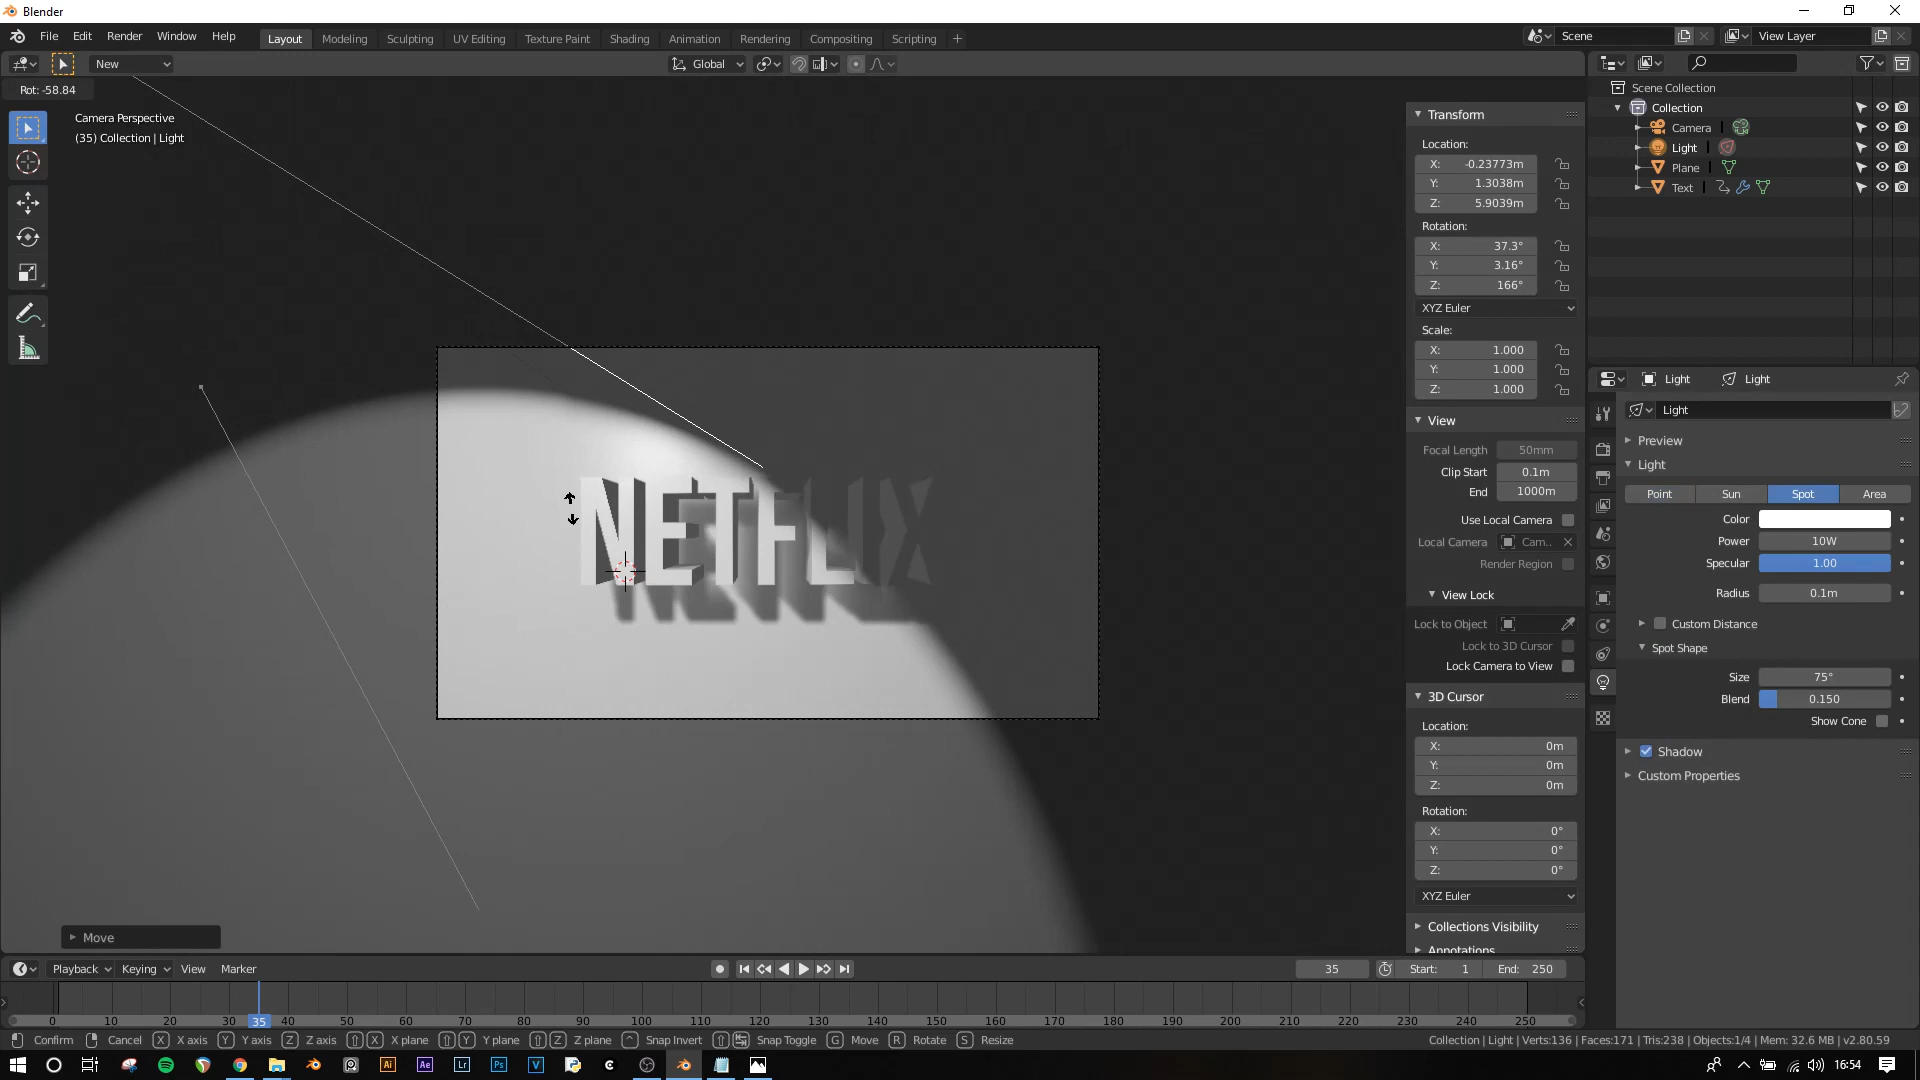 Blender
File Edit Render Window Help
Layout Modeling Sculpting UV Editing Texture Paint Shading Animation Rendering Compositing Scripting +
Scene
View Layer
New
Global
Rot: -58.84
Camera Perspective
(35) Collection | Light
NETFLIX
Move
Transform
Location:
X: -0.23773m
Y: 1.3038m
Z: 5.9039m
Rotation:
X: 37.3°
Y: 3.16°
Z: 166°
XYZ Euler
Scale:
X: 1.000
Y: 1.000
Z: 1.000
View
Focal Length 50mm
Clip Start 0.1m
End 1000m
Use Local Camera
Local Camera Cam..
Render Region
View Lock
Lock to Object
Lock to 3D Cursor
Lock Camera to View
3D Cursor
Location:
X: 0m
Y: 0m
Z: 0m
Rotation:
X: 0°
Y: 0°
Z: 0°
XYZ Euler
Collections Visibility
Annotations
Scene Collection
Collection
Camera
Light
Plane
Text
Light Light
Light
Preview
Light
Point Sun Spot Area
Color
Power 10W
Specular 1.00
Radius 0.1m
Custom Distance
Spot Shape
Size 75°
Blend 0.150
Show Cone
Shadow
Custom Properties
Playback Keying View Marker
35 Start: 1 End: 250
0 10 20 30 35 40 50 60 70 80 90 100 110 120 130 140 150 160 170 180 190 200 210 220 230 240 250
Confirm Cancel X X axis Y Y axis Z Z axis X X plane Y Y plane Z Z plane ^ Snap Invert Snap Toggle G Move R Rotate S Resize
Collection | Light | Verts:136 | Faces:171 | Tris:238 | Objects:1/4 | Mem: 32.6 MB | v2.80.59
Ai Ae Lr Ps V C
16:54